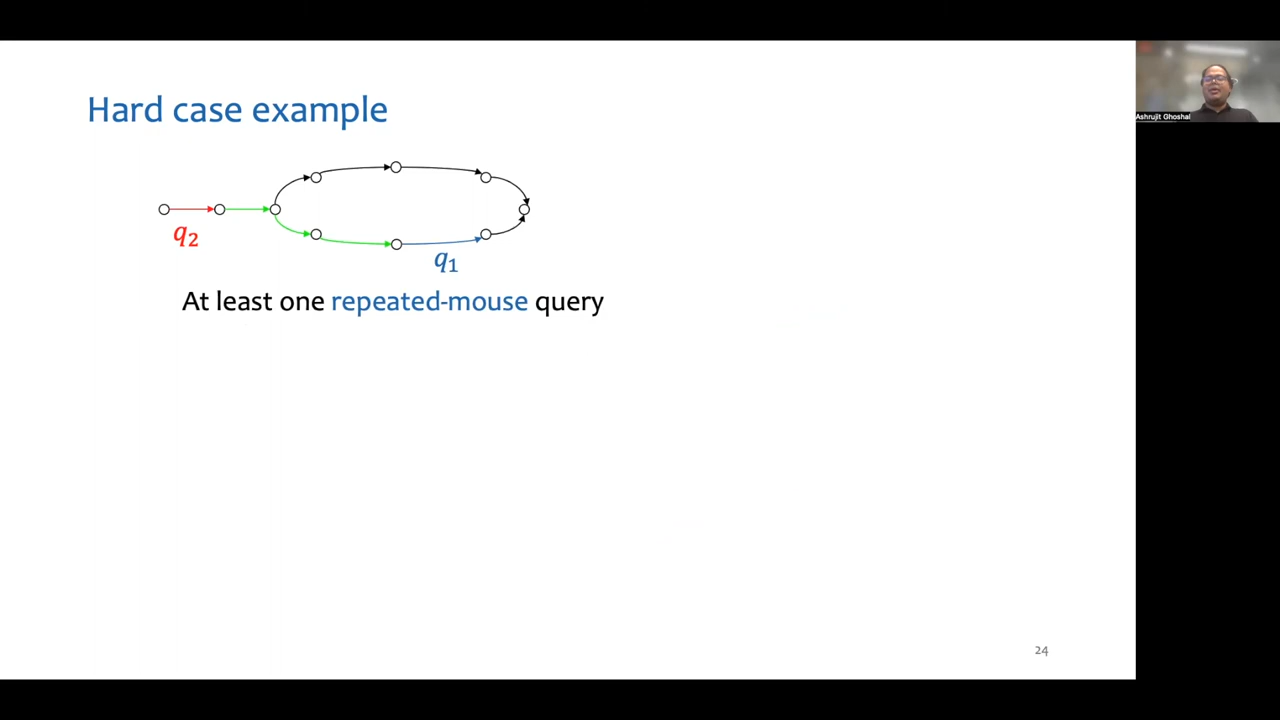 Hard case example
Ashrujit Ghoshal
q₂
q₁
At least one repeated-mouse query
24